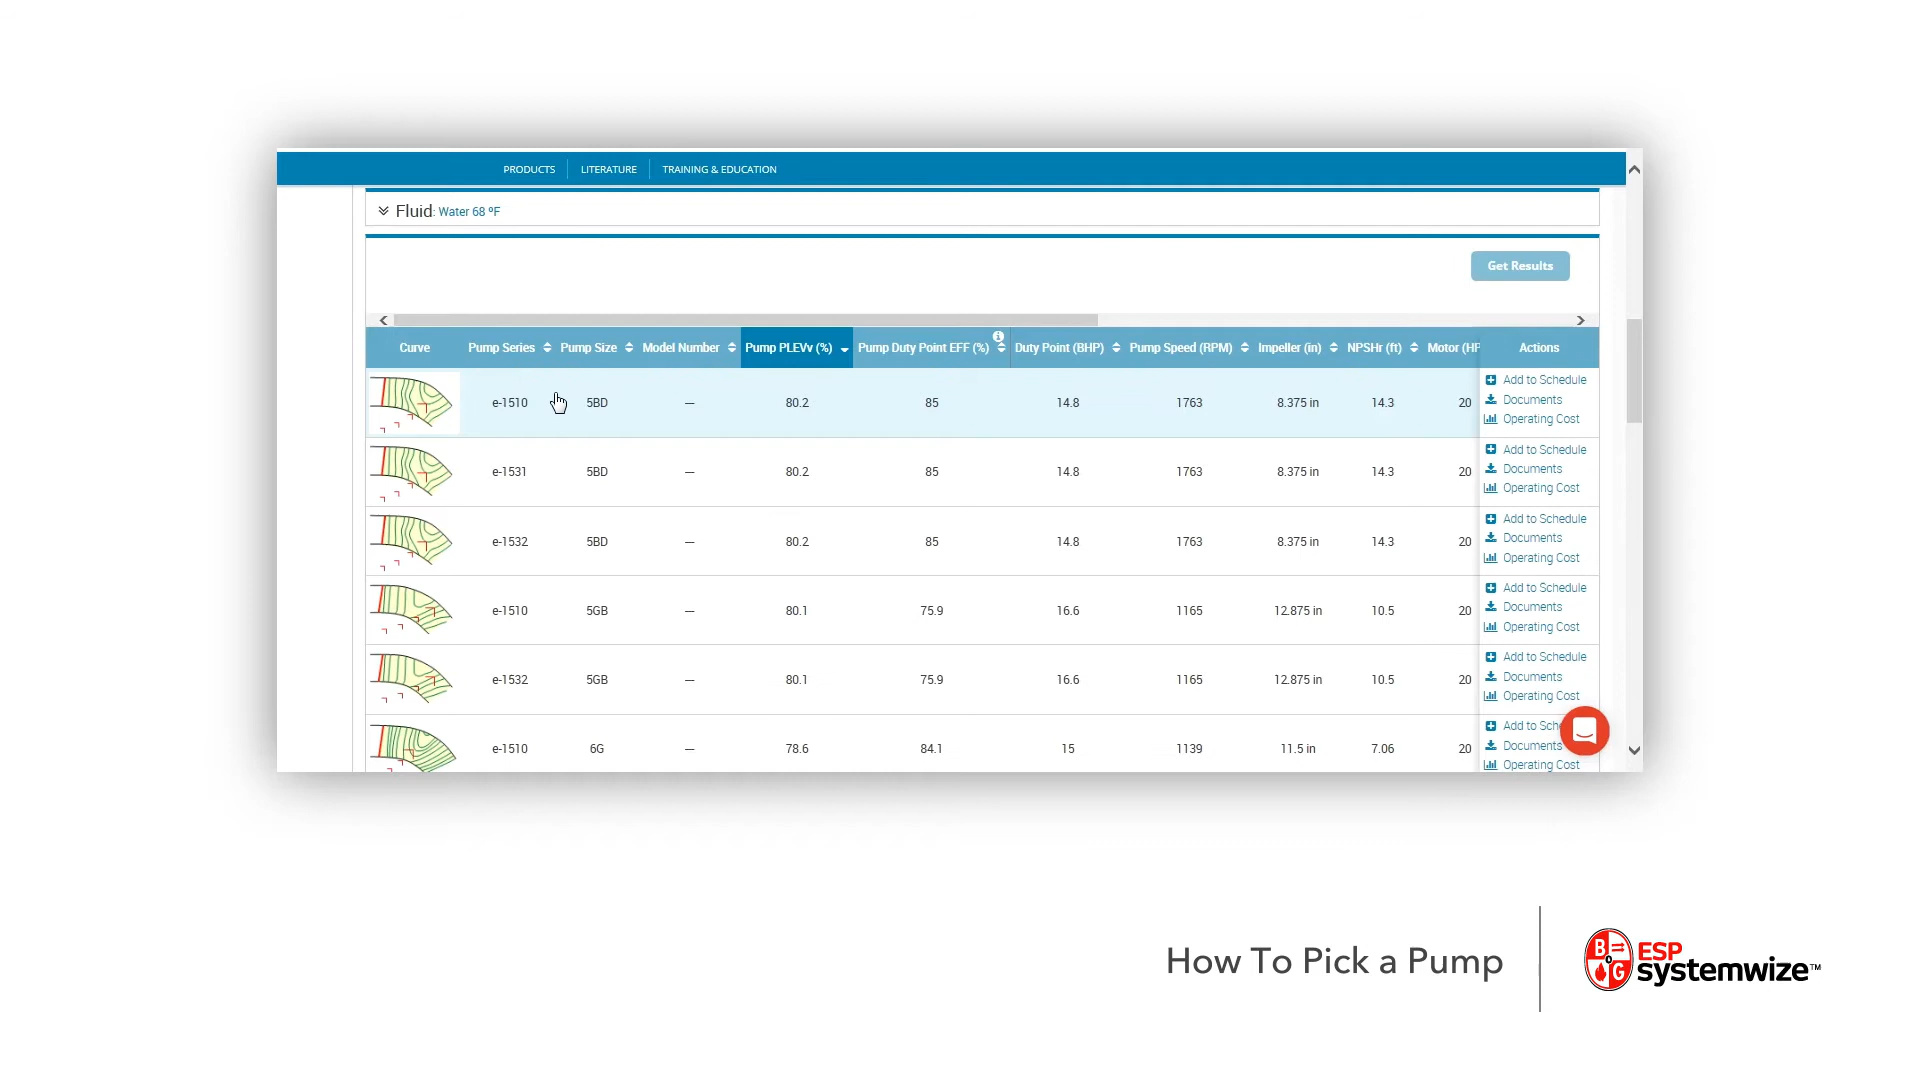 PRODUCTS LITERATURE TRAINING & EDUCATION
Fluid: Water 68 ºF
Get Results
Curve Pump Series Pump Size Model Number Pump PLEVv (%) Pump Duty Point EFF (%) Duty Point (BHP) Pump Speed (RPM) Impeller (in) NPSHr (ft) Motor (HP Actions
e-1510 5BD — 80.2 85 14.8 1763 8.375 in 14.3 20
Add to Schedule
Documents
Operating Cost
e-1531 5BD — 80.2 85 14.8 1763 8.375 in 14.3 20
Add to Schedule
Documents
Operating Cost
e-1532 5BD — 80.2 85 14.8 1763 8.375 in 14.3 20
Add to Schedule
Documents
Operating Cost
e-1510 5GB — 80.1 75.9 16.6 1165 12.875 in 10.5 20
Add to Schedule
Documents
Operating Cost
e-1532 5GB — 80.1 75.9 16.6 1165 12.875 in 10.5 20
Add to Schedule
Documents
Operating Cost
e-1510 6G — 78.6 84.1 15 1139 11.5 in 7.06 20
Add to Sche
Documents
Operating Cost
How To Pick a Pump
B G
ESP
systemwize™